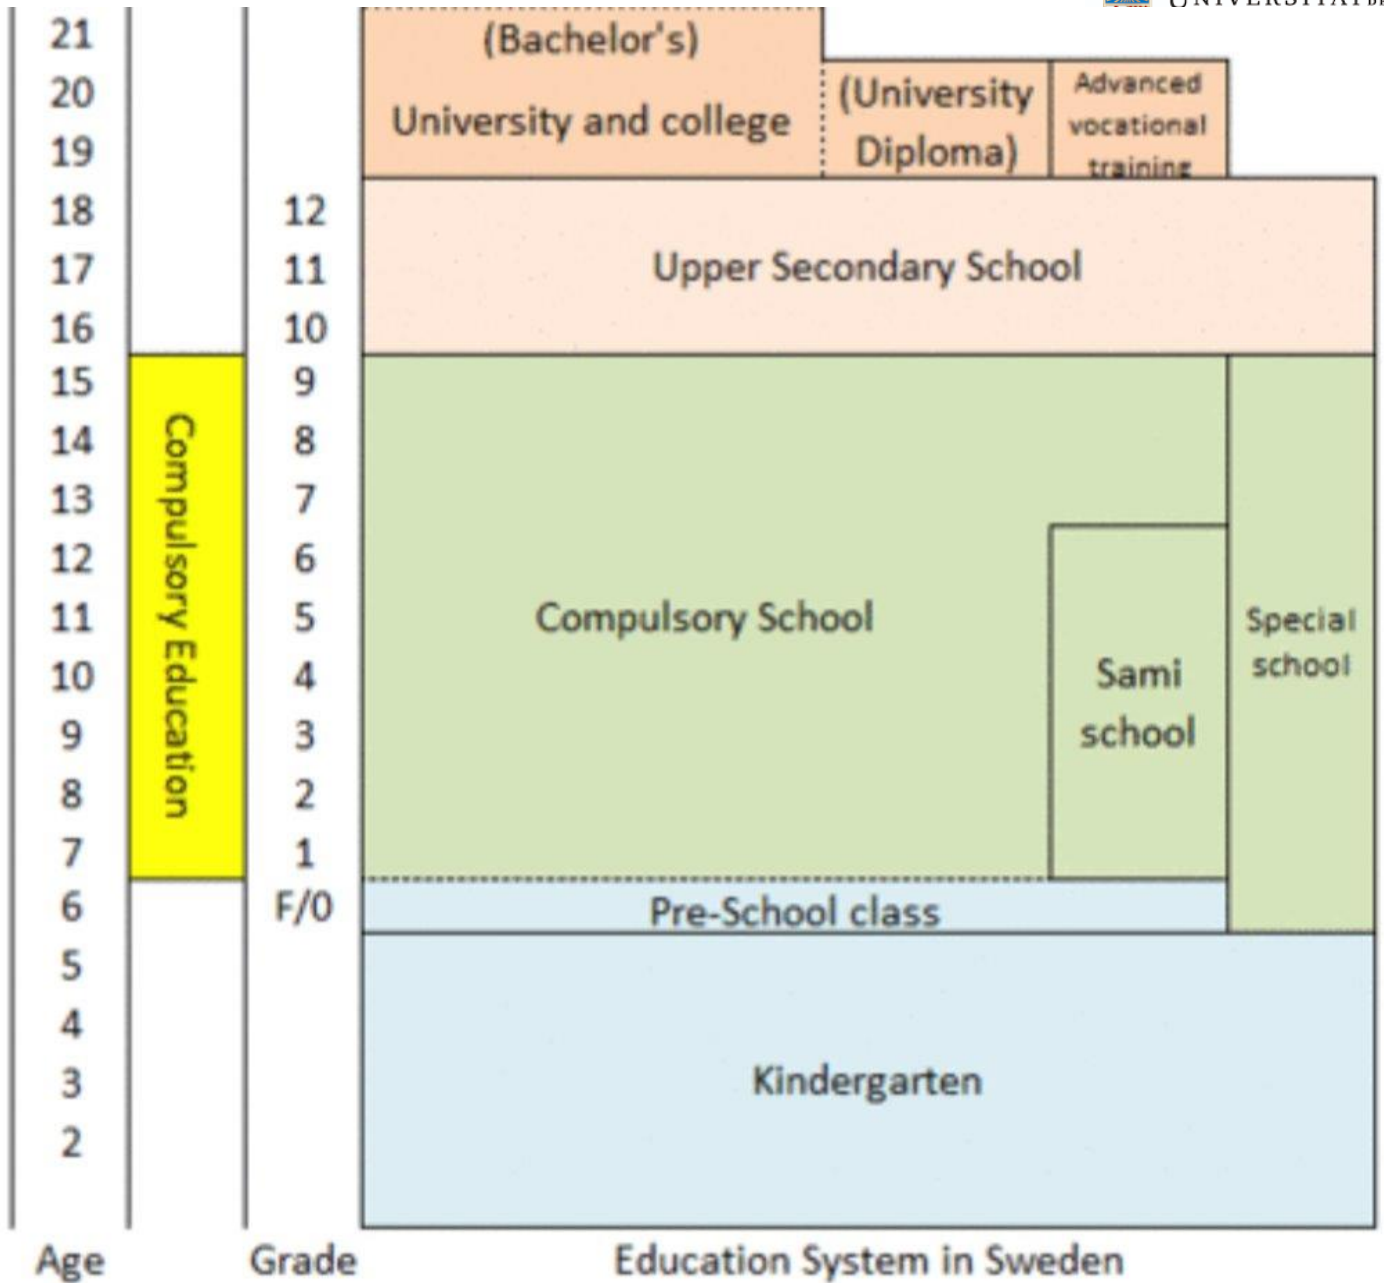 UNIVERSITÄT
21
(Bachelor's)
20
(University
Advanced
University and college
vocational
19
Diploma)
training
18 12
17 11 Upper Secondary School
16 10
15 9
14 8
13 7
12 6
11 5 Compulsory School
Special
school
10 4
Sami
9 3
school
8 2
7 1
Compulsory Education
6 F/0 Pre-School class
5
4
3
Kindergarten
2
Age Grade Education System in Sweden